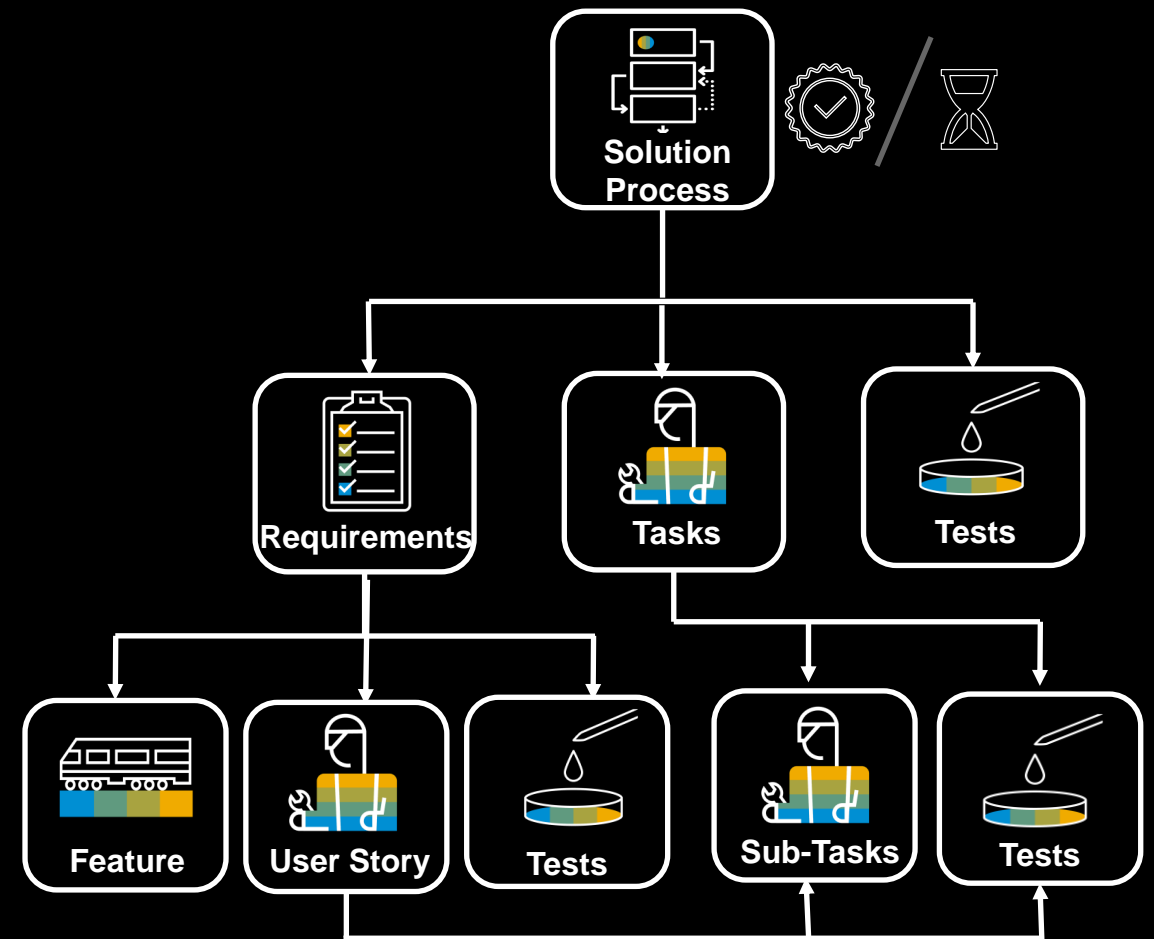 Solution
Process
Requirements
Tasks
Tests
Feature
User Story
Tests
Sub-Tasks
Tests